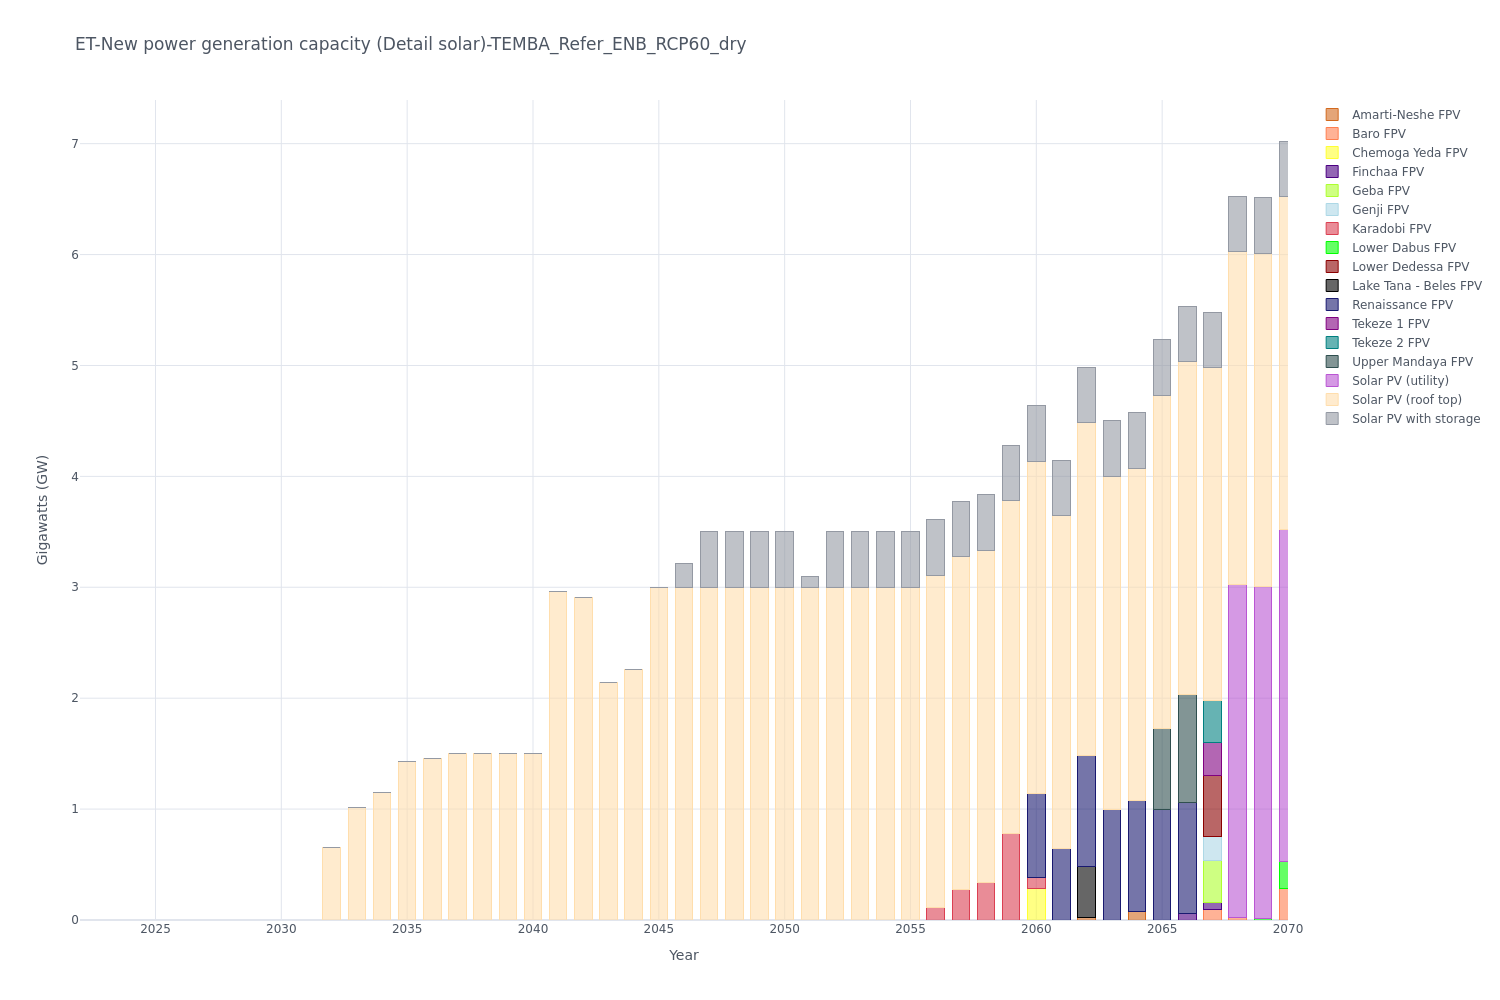 ET-New power generation capacity (Detail solar)-TEMBA_Refer_ENB_RCP60_dry
Gigawatts (GW)
7
6
5
4
3
2
1
0
2025 2030 2035 2040 2045 2050 2055 2060 2065 2070
Year
Amarti-Neshe FPV
Baro FPV
Chemoga Yeda FPV
Finchaa FPV
Geba FPV
Genji FPV
Karadobi FPV
Lower Dabus FPV
Lower Dedessa FPV
Lake Tana - Beles FPV
Renaissance FPV
Tekeze 1 FPV
Tekeze 2 FPV
Upper Mandaya FPV
Solar PV (utility)
Solar PV (roof top)
Solar PV with storage